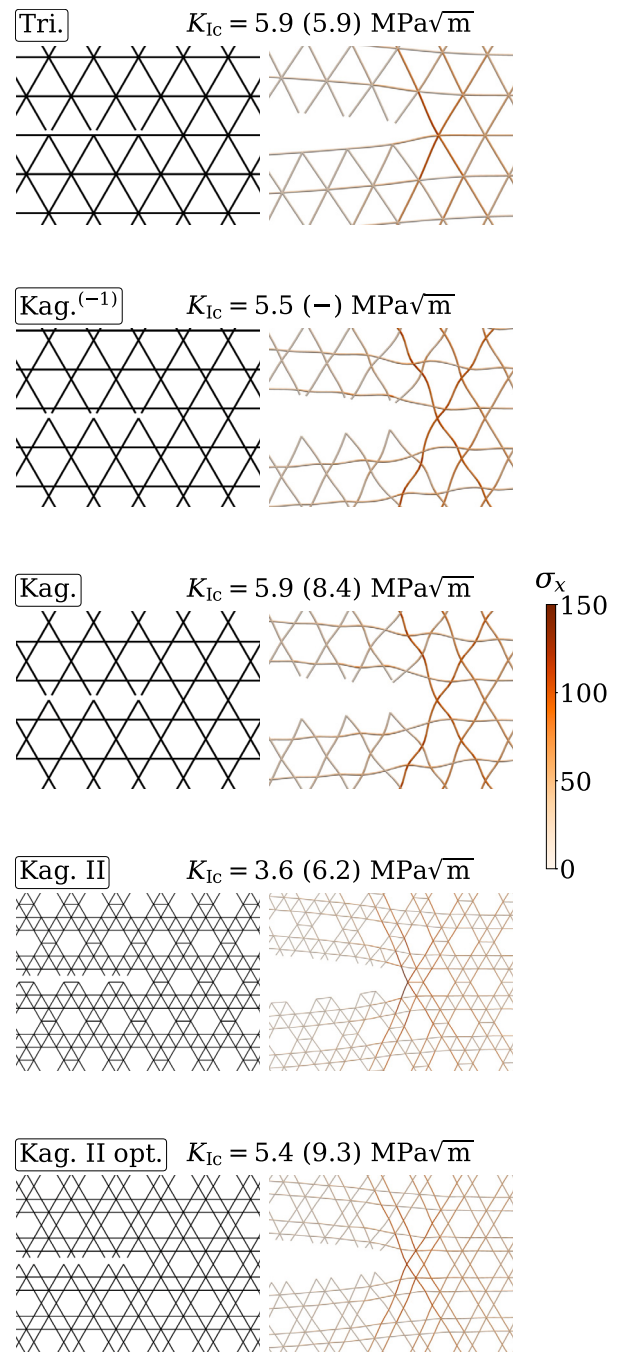 Tri. K_Ic = 5.9 (5.9) MPa√m
Kag.^(−1) K_Ic = 5.5 (−) MPa√m
Kag. K_Ic = 5.9 (8.4) MPa√m
σ_x
150
100
50
0
Kag. II K_Ic = 3.6 (6.2) MPa√m
Kag. II opt. K_Ic = 5.4 (9.3) MPa√m